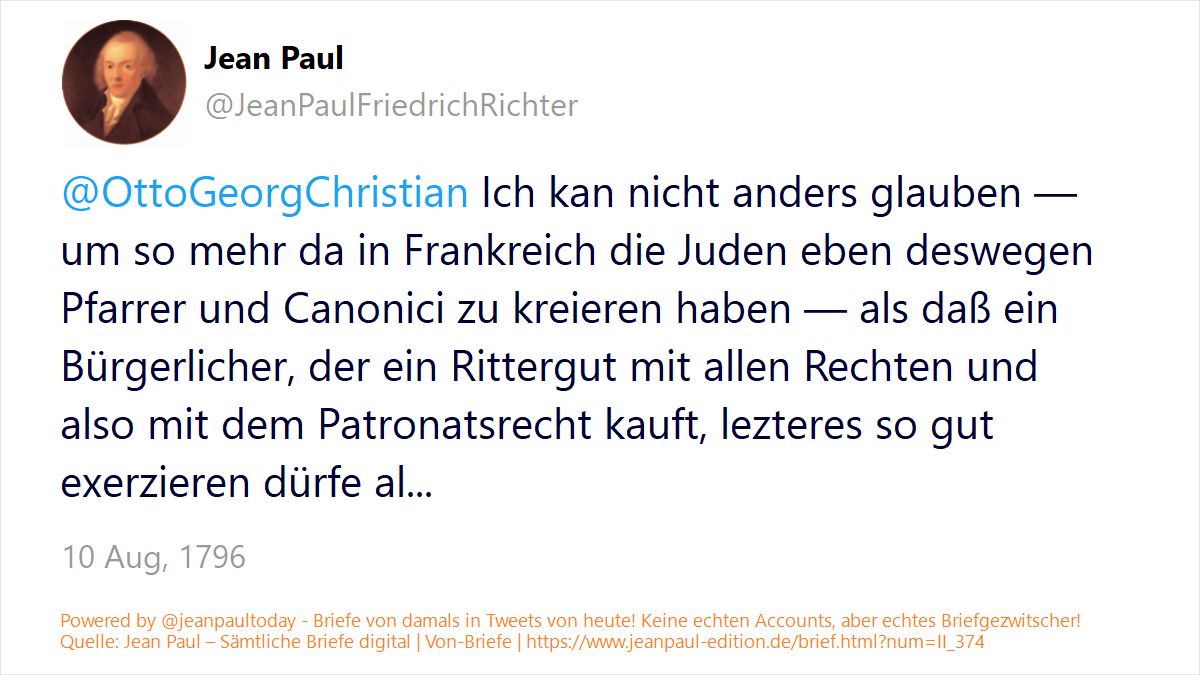 Jean Paul
@JeanPaulFriedrichRichter
@OttoGeorgChristian Ich kan nicht anders glauben —
um so mehr da in Frankreich die Juden eben deswegen
Pfarrer und Canonici zu kreieren haben — als daß ein
Bürgerlicher, der ein Rittergut mit allen Rechten und
also mit dem Patronatsrecht kauft, lezteres so gut
exerzieren dürfe al...
10 Aug, 1796
Powered by @jeanpaultoday - Briefe von damals in Tweets von heute! Keine echten Accounts, aber echtes Briefgezwitscher!
Quelle: Jean Paul – Sämtliche Briefe digital | Von-Briefe | https://www.jeanpaul-edition.de/brief.html?num=II_374